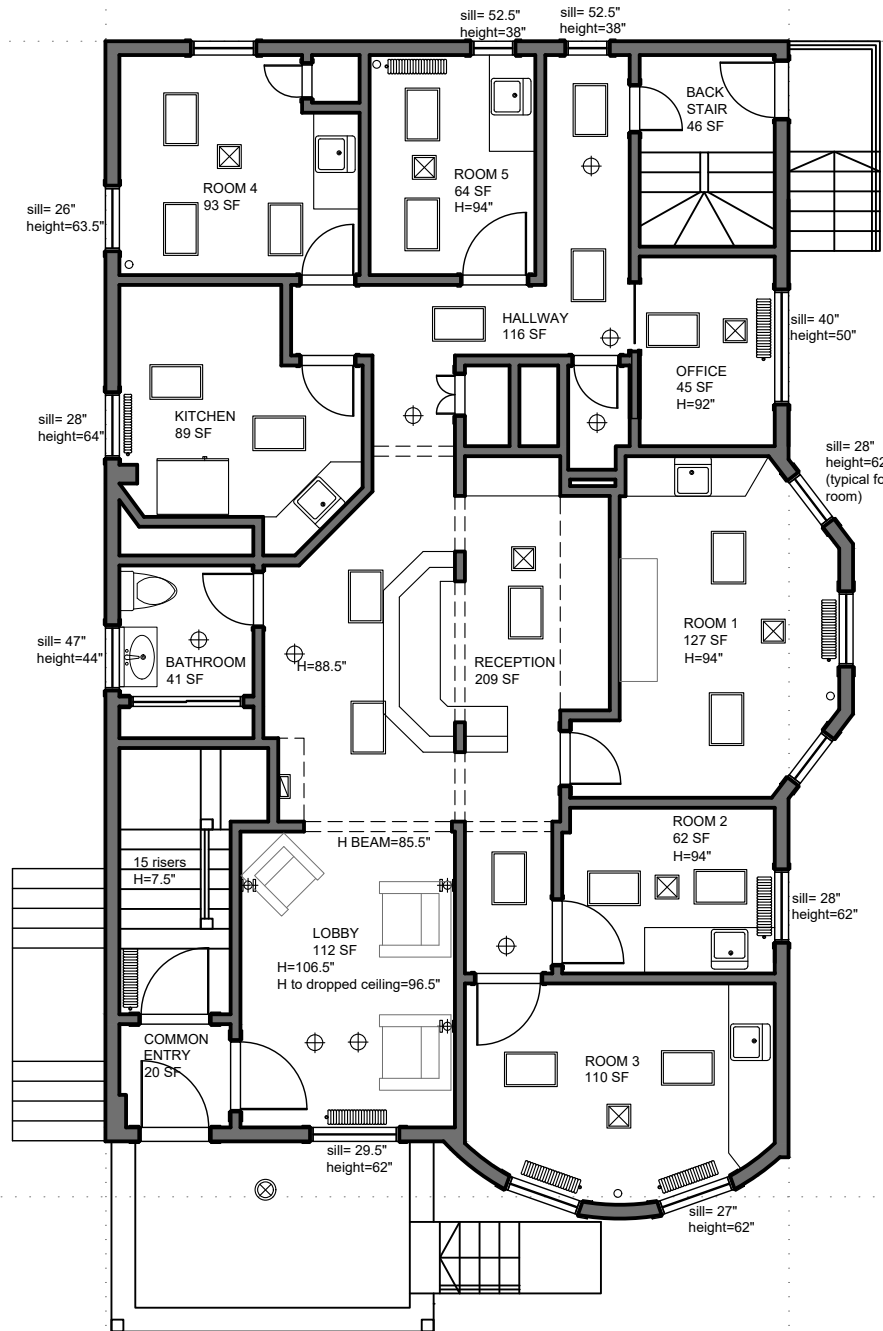 sill= 52.5"
height=38"
sill= 52.5"
height=38"
BACK
STAIR
46 SF
ROOM 4
93 SF
ROOM 5
64 SF
H=94"
sill= 26"
height=63.5"
HALLWAY
116 SF
sill= 40"
height=50"
OFFICE
45 SF
H=92"
KITCHEN
89 SF
sill= 28"
height=64"
sill= 28"
height=62
(typical fo
room)
ROOM 1
127 SF
H=94"
sill= 47"
height=44"
BATHROOM
41 SF
H=88.5"
RECEPTION
209 SF
ROOM 2
62 SF
H=94"
H BEAM=85.5"
15 risers
H=7.5"
sill= 28"
height=62"
LOBBY
112 SF
H=106.5"
H to dropped ceiling=96.5"
COMMON
ENTRY
20 SF
ROOM 3
110 SF
sill= 29.5"
height=62"
sill= 27"
height=62"